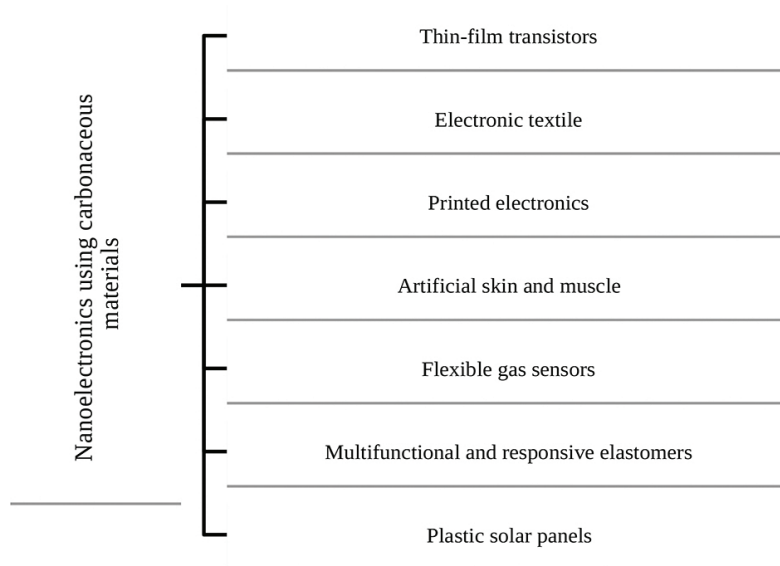 Nanoelectronics using carbonaceous
materials
Thin-film transistors
Electronic textile
Printed electronics
Artificial skin and muscle
Flexible gas sensors
Multifunctional and responsive elastomers
Plastic solar panels